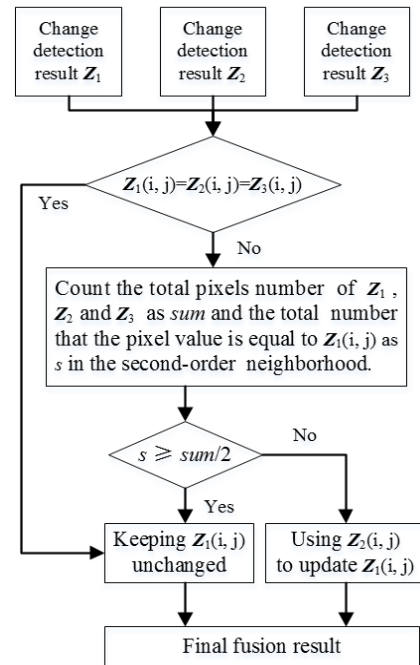 Change
detection
result Z₁
Change
detection
result Z₂
Change
detection
result Z₃
Z₁(i, j)=Z₂(i, j)=Z₃(i, j)
Yes
No
Count the total pixels number of Z₁ ,
Z₂ and Z₃ as sum and the total number
that the pixel value is equal to Z₁(i, j) as
s in the second-order neighborhood.
s ⩾ sum/2
No
Yes
Keeping Z₁(i, j)
unchanged
Using Z₂(i, j)
to update Z₁(i, j)
Final fusion result